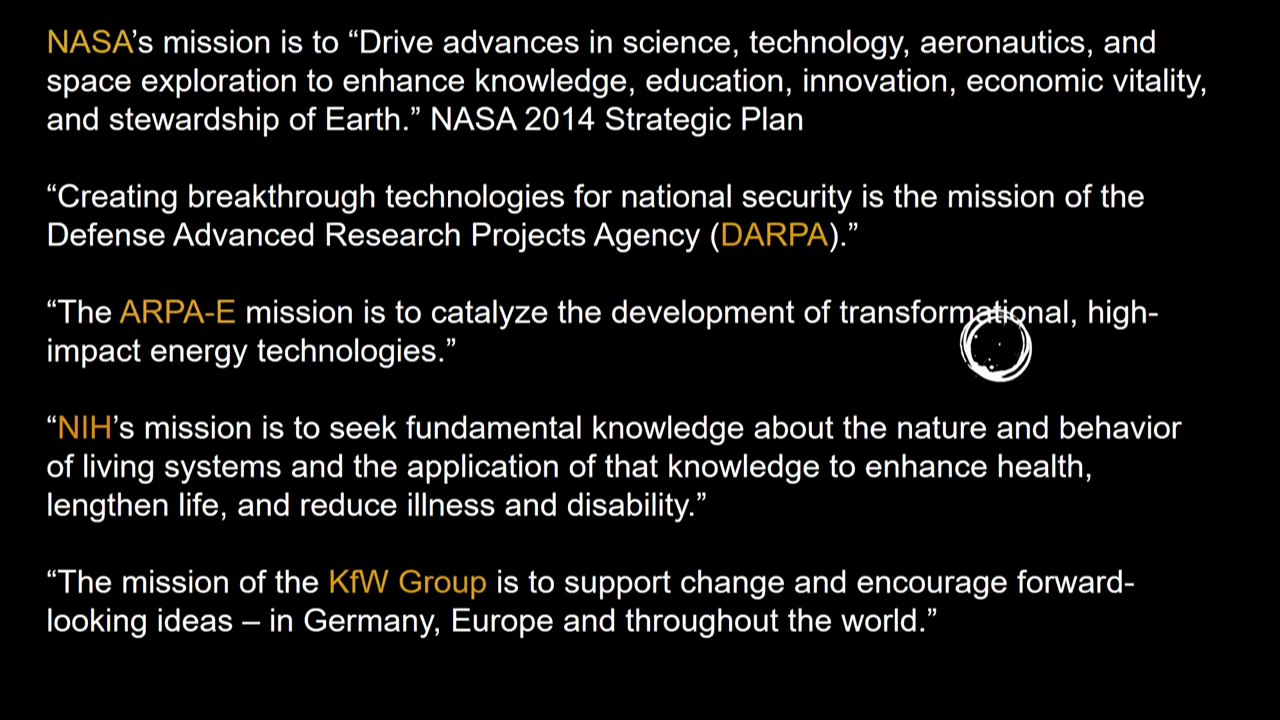 NASA’s mission is to “Drive advances in science, technology, aeronautics, and
space exploration to enhance knowledge, education, innovation, economic vitality,
and stewardship of Earth.” NASA 2014 Strategic Plan
“Creating breakthrough technologies for national security is the mission of the
Defense Advanced Research Projects Agency (DARPA).”
“The ARPA-E mission is to catalyze the development of transformational, high-
impact energy technologies.”
“NIH’s mission is to seek fundamental knowledge about the nature and behavior
of living systems and the application of that knowledge to enhance health,
lengthen life, and reduce illness and disability.”
“The mission of the KfW Group is to support change and encourage forward-
looking ideas – in Germany, Europe and throughout the world.”